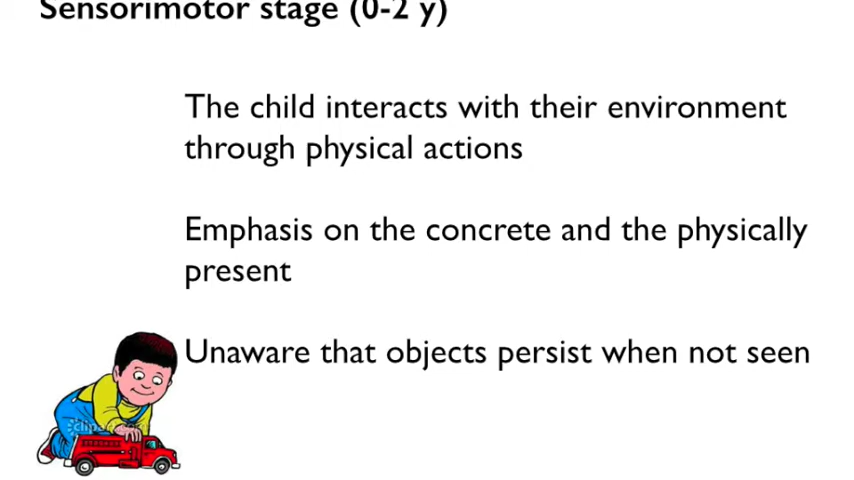 Sensorimotor stage (0-2 y)
The child interacts with their environment
through physical actions
Emphasis on the concrete and the physically
present
Unaware that objects persist when not seen